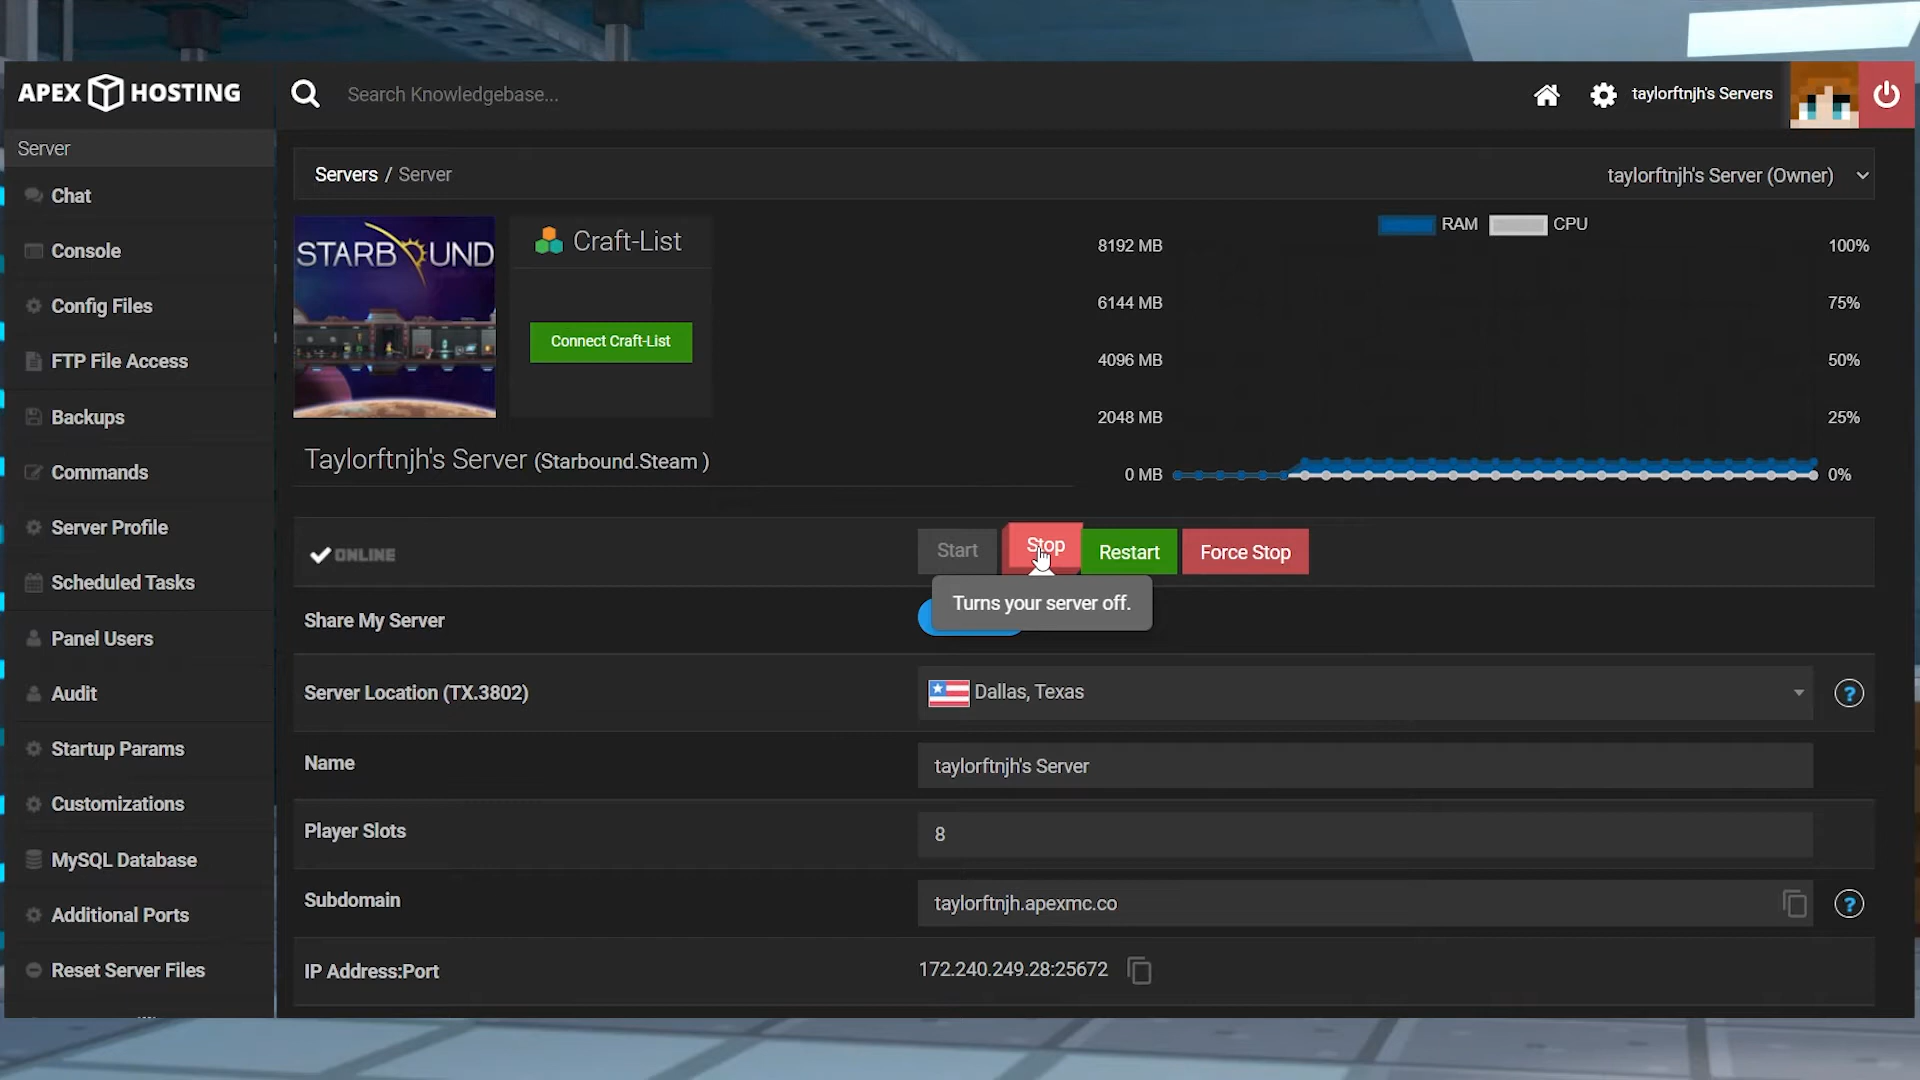 APEX HOSTING
Search Knowledgebase...
taylorftnjh's Servers
Server
Chat
Console
Config Files
FTP File Access
Backups
Commands
Server Profile
Scheduled Tasks
Panel Users
Audit
Startup Params
Customizations
MySQL Database
Additional Ports
Reset Server Files
Servers / Server
taylorftnjh's Server (Owner)
STARBOUND
Craft-List
Connect Craft-List
RAM CPU
8192 MB 100%
6144 MB 75%
4096 MB 50%
2048 MB 25%
0 MB 0%
Taylorftnjh's Server (Starbound.Steam )
ONLINE
Start Stop Restart Force Stop
Turns your server off.
Share My Server
Server Location (TX.3802) Dallas, Texas ?
Name taylorftnjh's Server
Player Slots 8
Subdomain taylorftnjh.apexmc.co ?
IP Address:Port 172.240.249.28:25672